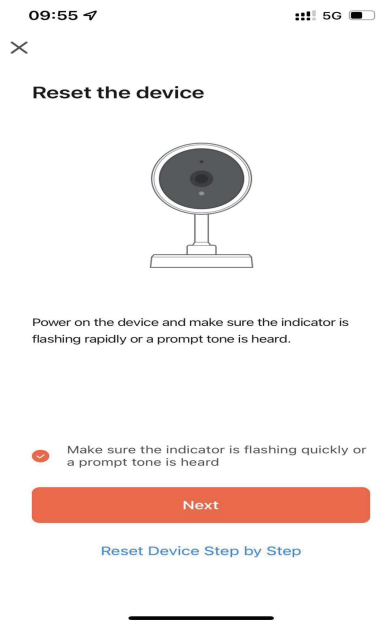 09:55
5G
Reset the device
Power on the device and make sure the indicator is
flashing rapidly or a prompt tone is heard.
Make sure the indicator is flashing quickly or
a prompt tone is heard
Next
Reset Device Step by Step